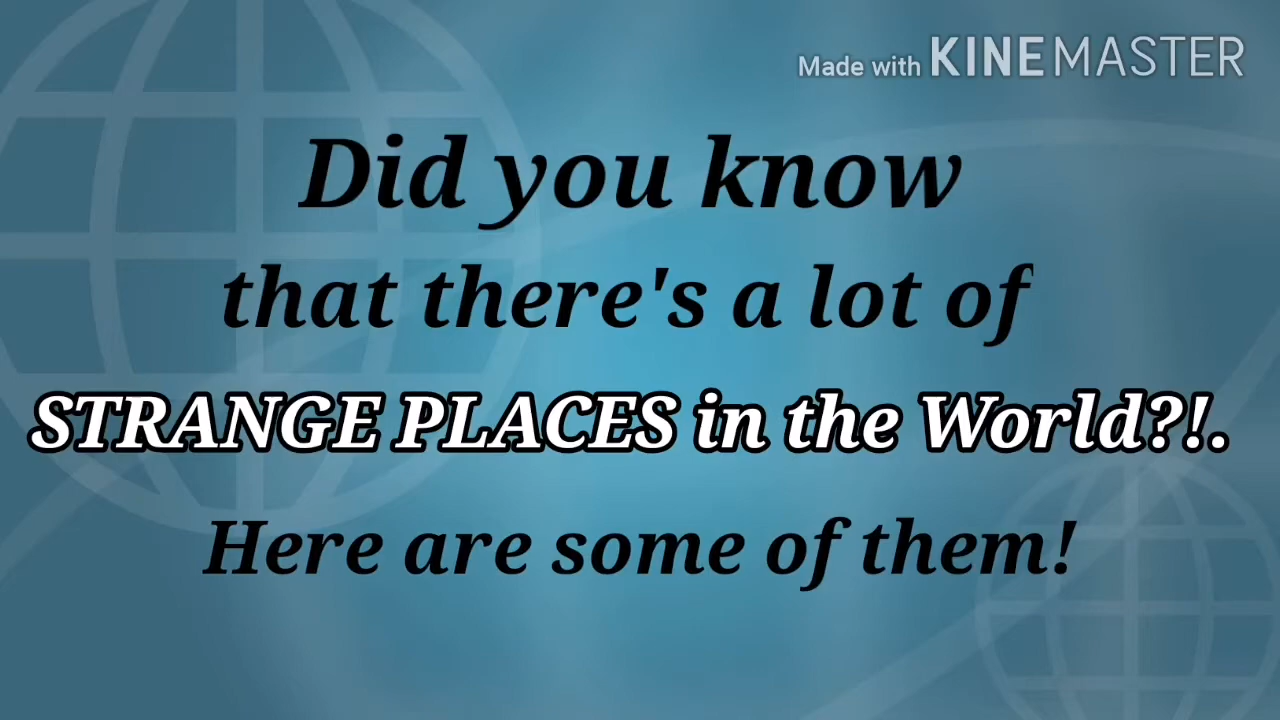 Made with KINEMASTER
Did you know
that there's a lot of
STRANGE PLACES in the World?!.
Here are some of them!